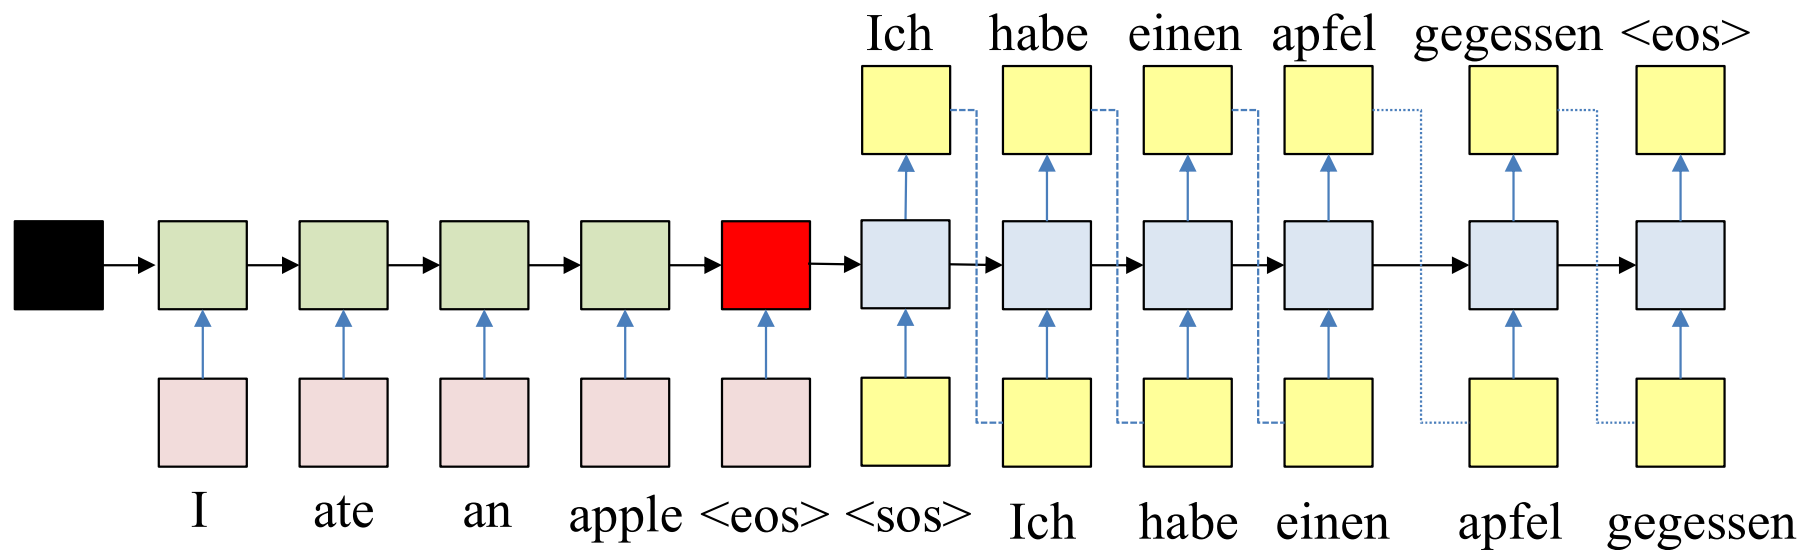 Ich habe einen apfel gegessen <eos>
I ate an apple <eos> <sos> Ich habe einen apfel gegessen